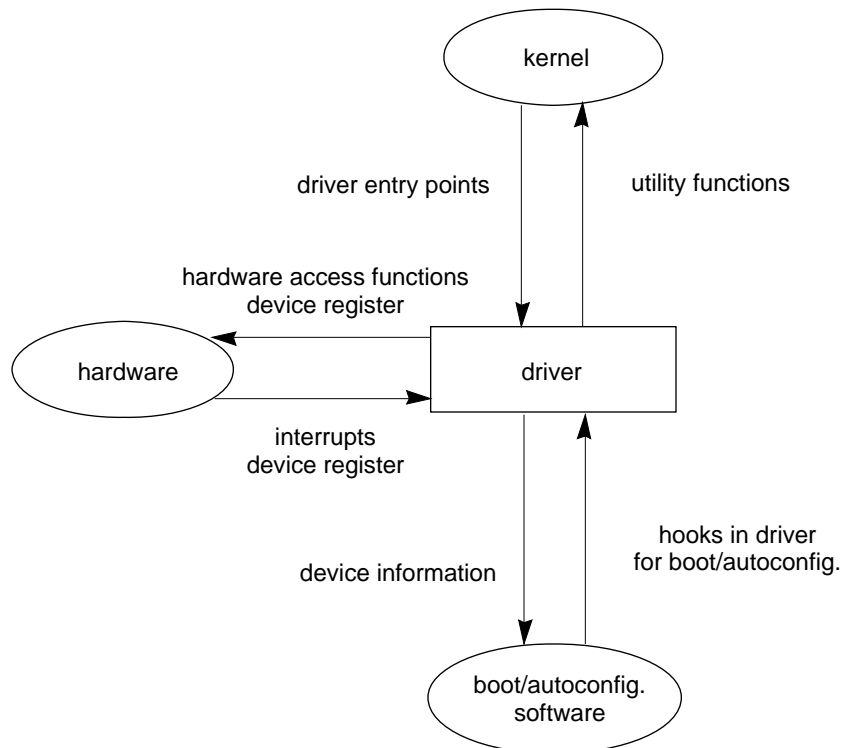 kernel
driver entry points
utility functions
hardware access functions
device register
hardware
driver
interrupts
device register
hooks in driver
for boot/autoconfig.
device information
boot/autoconfig.
software